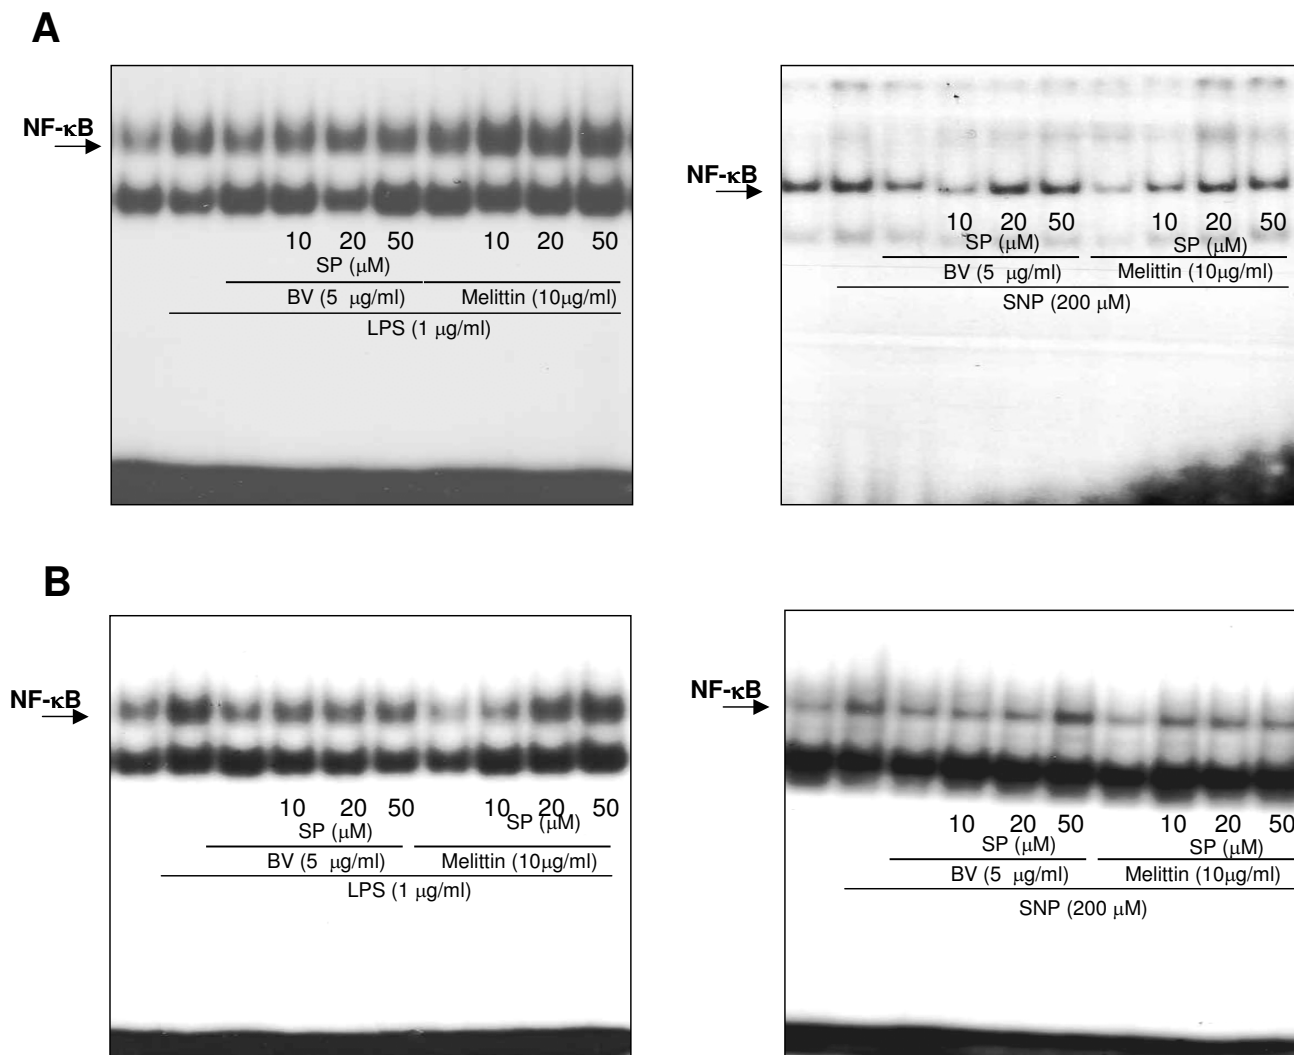 A
NF-κB
10 20 50 10 20 50
SP (μM)
BV (5 μg/ml) Melittin (10μg/ml)
LPS (1 μg/ml)
NF-κB
10 20 50 10 20 50
SP (μM) SP (μM)
BV (5 μg/ml) Melittin (10μg/ml)
SNP (200 μM)
B
NF-κB
10 20 50 10 20 50
SP (μM) SP (μM)
BV (5 μg/ml) Melittin (10μg/ml)
LPS (1 μg/ml)
NF-κB
10 20 50 10 20 50
SP (μM) SP (μM)
BV (5 μg/ml) Melittin (10μg/ml)
SNP (200 μM)